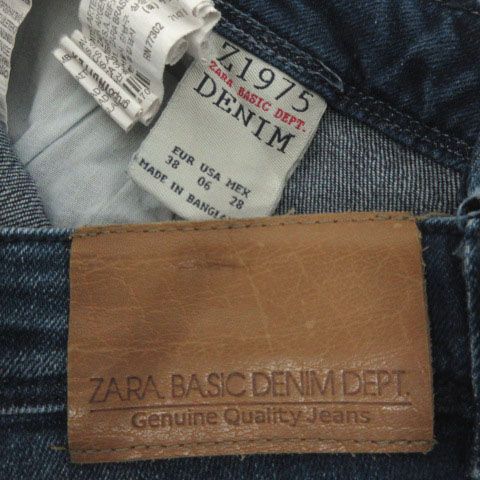 Z1975
ZARA BASIC DEPT.
DENIM
EUR USA MEX
38 06 28
MADE IN
RN77302
ZARA BASIC DENIM DEPT.
Genuine Quality Jeans